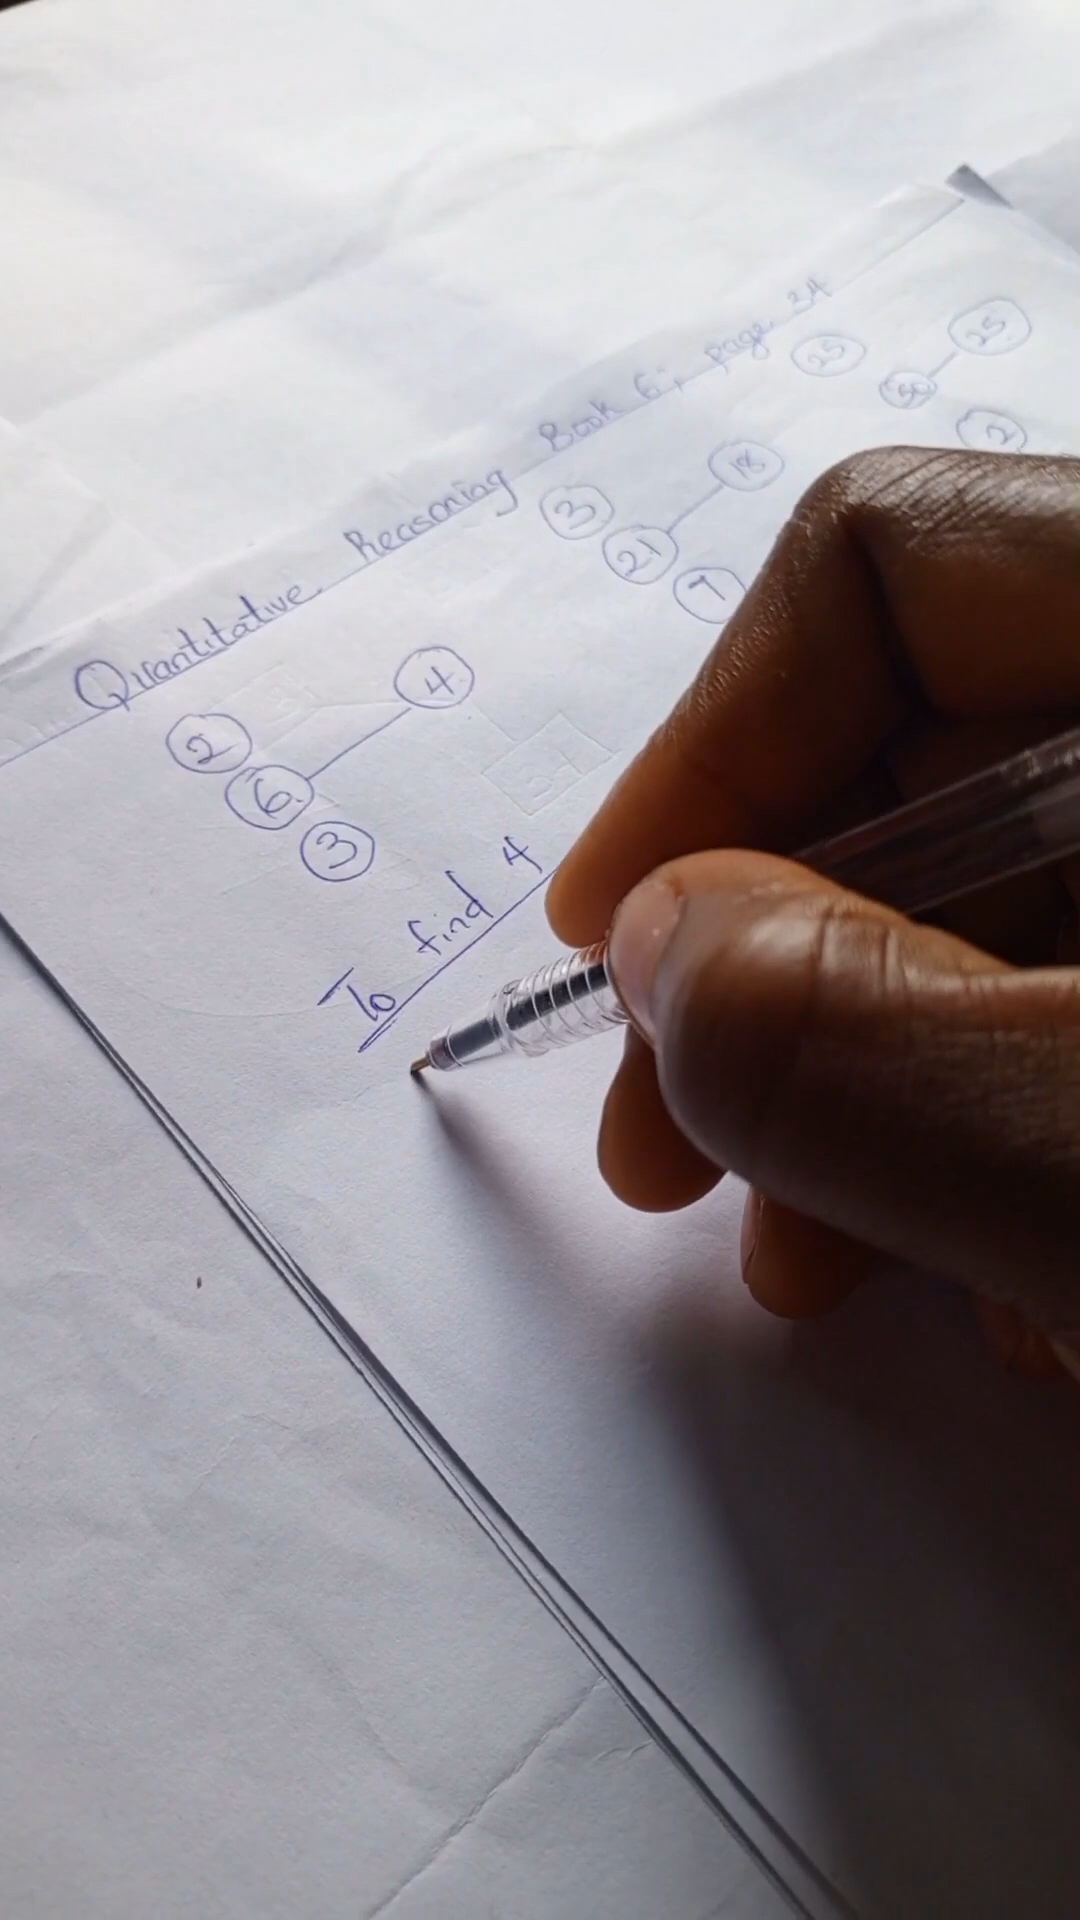 Quantitative Reasoning Book 6; page 34
2 6 3 4
3 21 7 18
25 50 2 25
To find 4